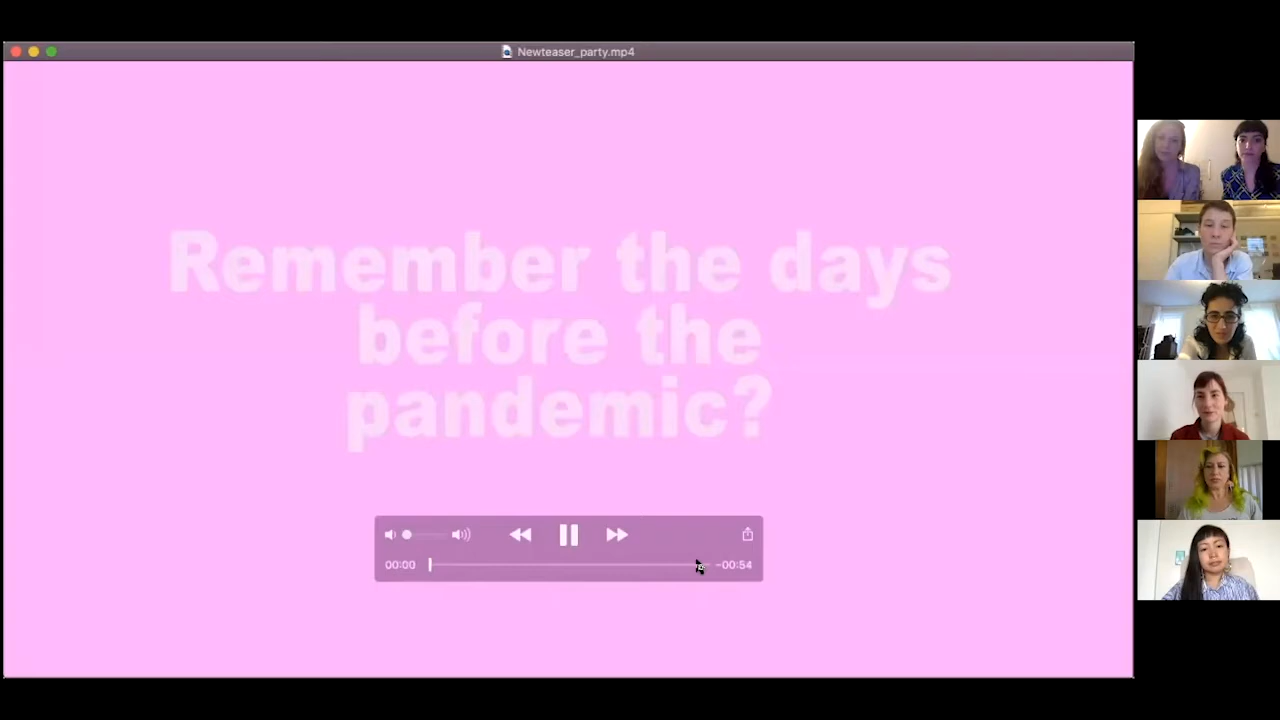 Newteaser_party.mp4
Remember the days
before the
pandemic?
00:00
-00:54